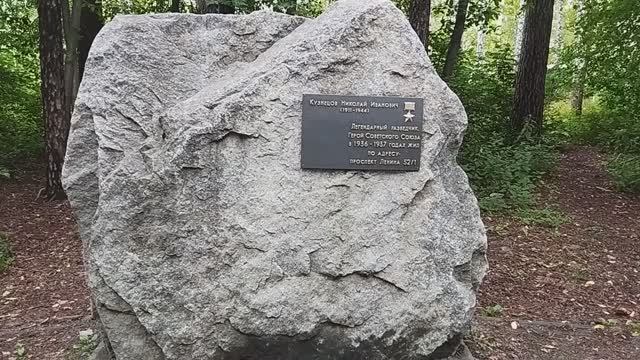 Кузнецов Николай Иванович
(1911-1944)
Легендарный разведчик,
Герой Советского Союза
в 1936-1937 годах жил
по адресу:
проспект Ленина 52/1